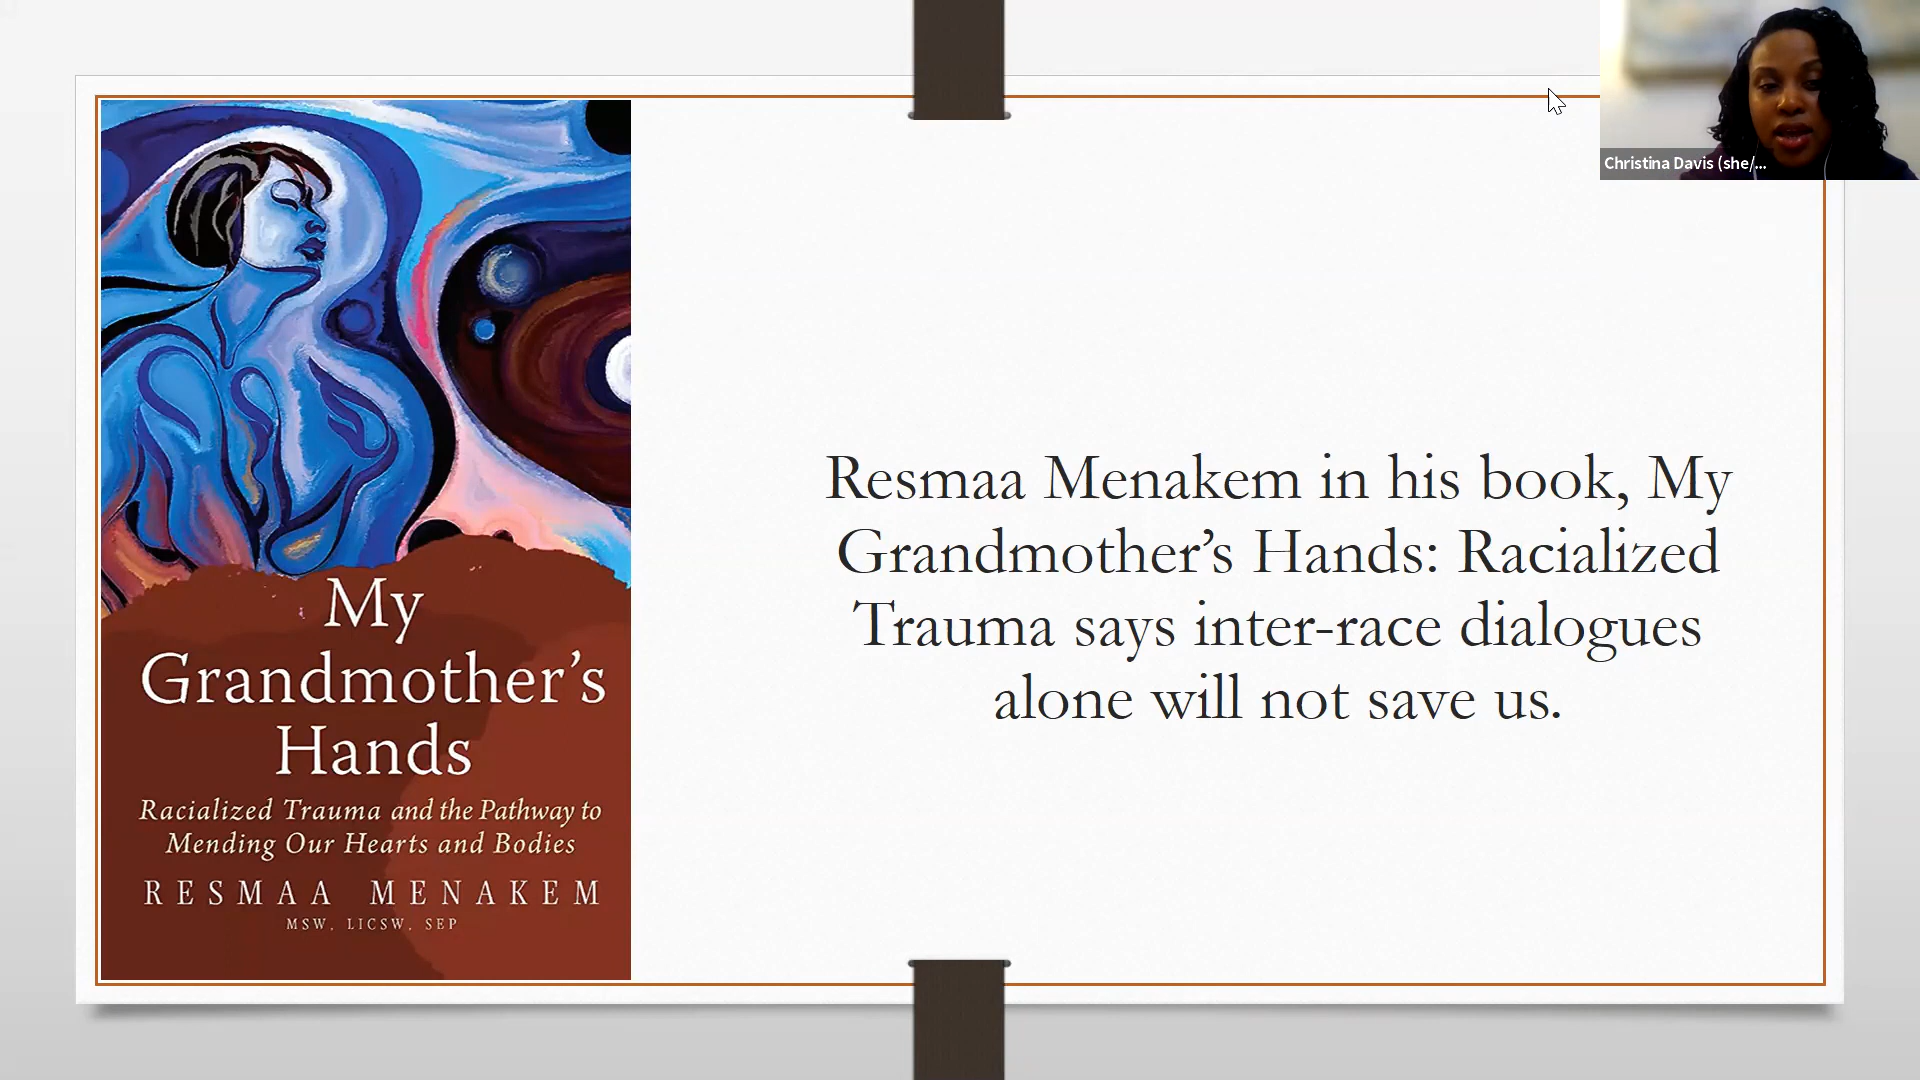 Christina Davis (she/...
My
Grandmother’s
Hands
Racialized Trauma and the Pathway to
Mending Our Hearts and Bodies
RESMAA MENAKEM
MSW, LICSW, SEP
Resmaa Menakem in his book, My
Grandmother’s Hands: Racialized
Trauma says inter-race dialogues
alone will not save us.